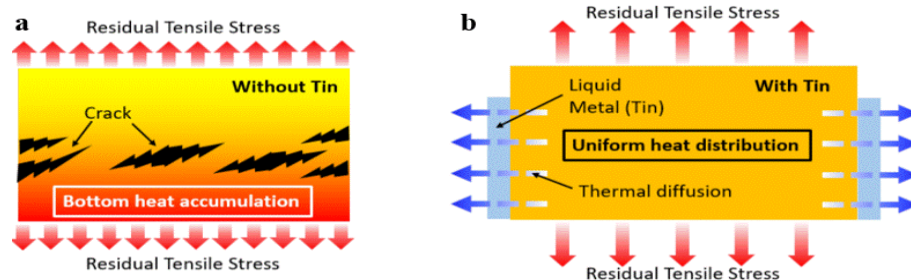 a
Residual Tensile Stress
Without Tin
Crack
Bottom heat accumulation
Residual Tensile Stress
b
Residual Tensile Stress
Liquid
Metal (Tin)
With Tin
Uniform heat distribution
Thermal diffusion
Residual Tensile Stress